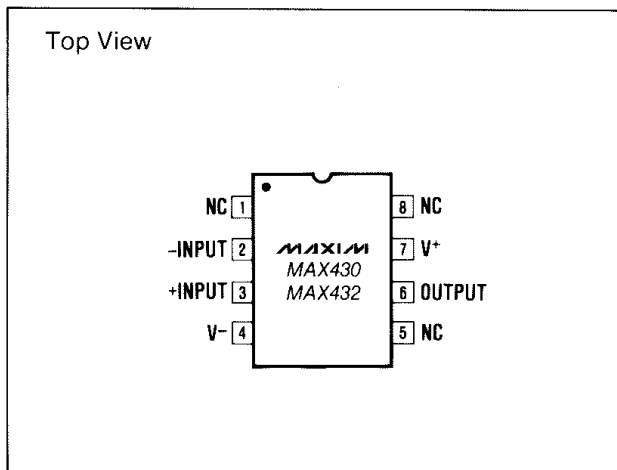 Top View
NC 1
-INPUT 2
+INPUT 3
V- 4
MAXIM
MAX430
MAX432
8 NC
7 V+
6 OUTPUT
5 NC